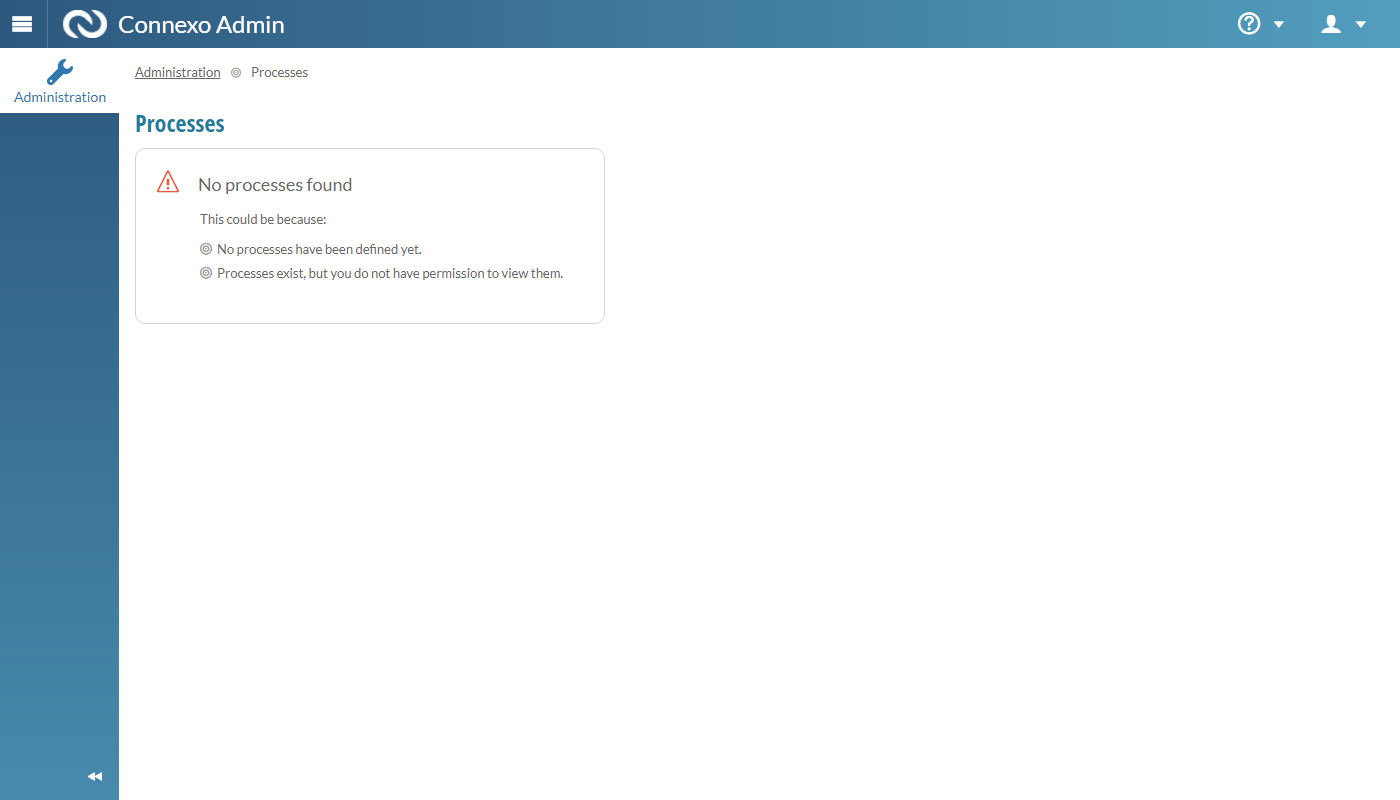 Connexo Admin
Administration
Administration Processes
Processes
No processes found
This could be because:
No processes have been defined yet.
Processes exist, but you do not have permission to view them.